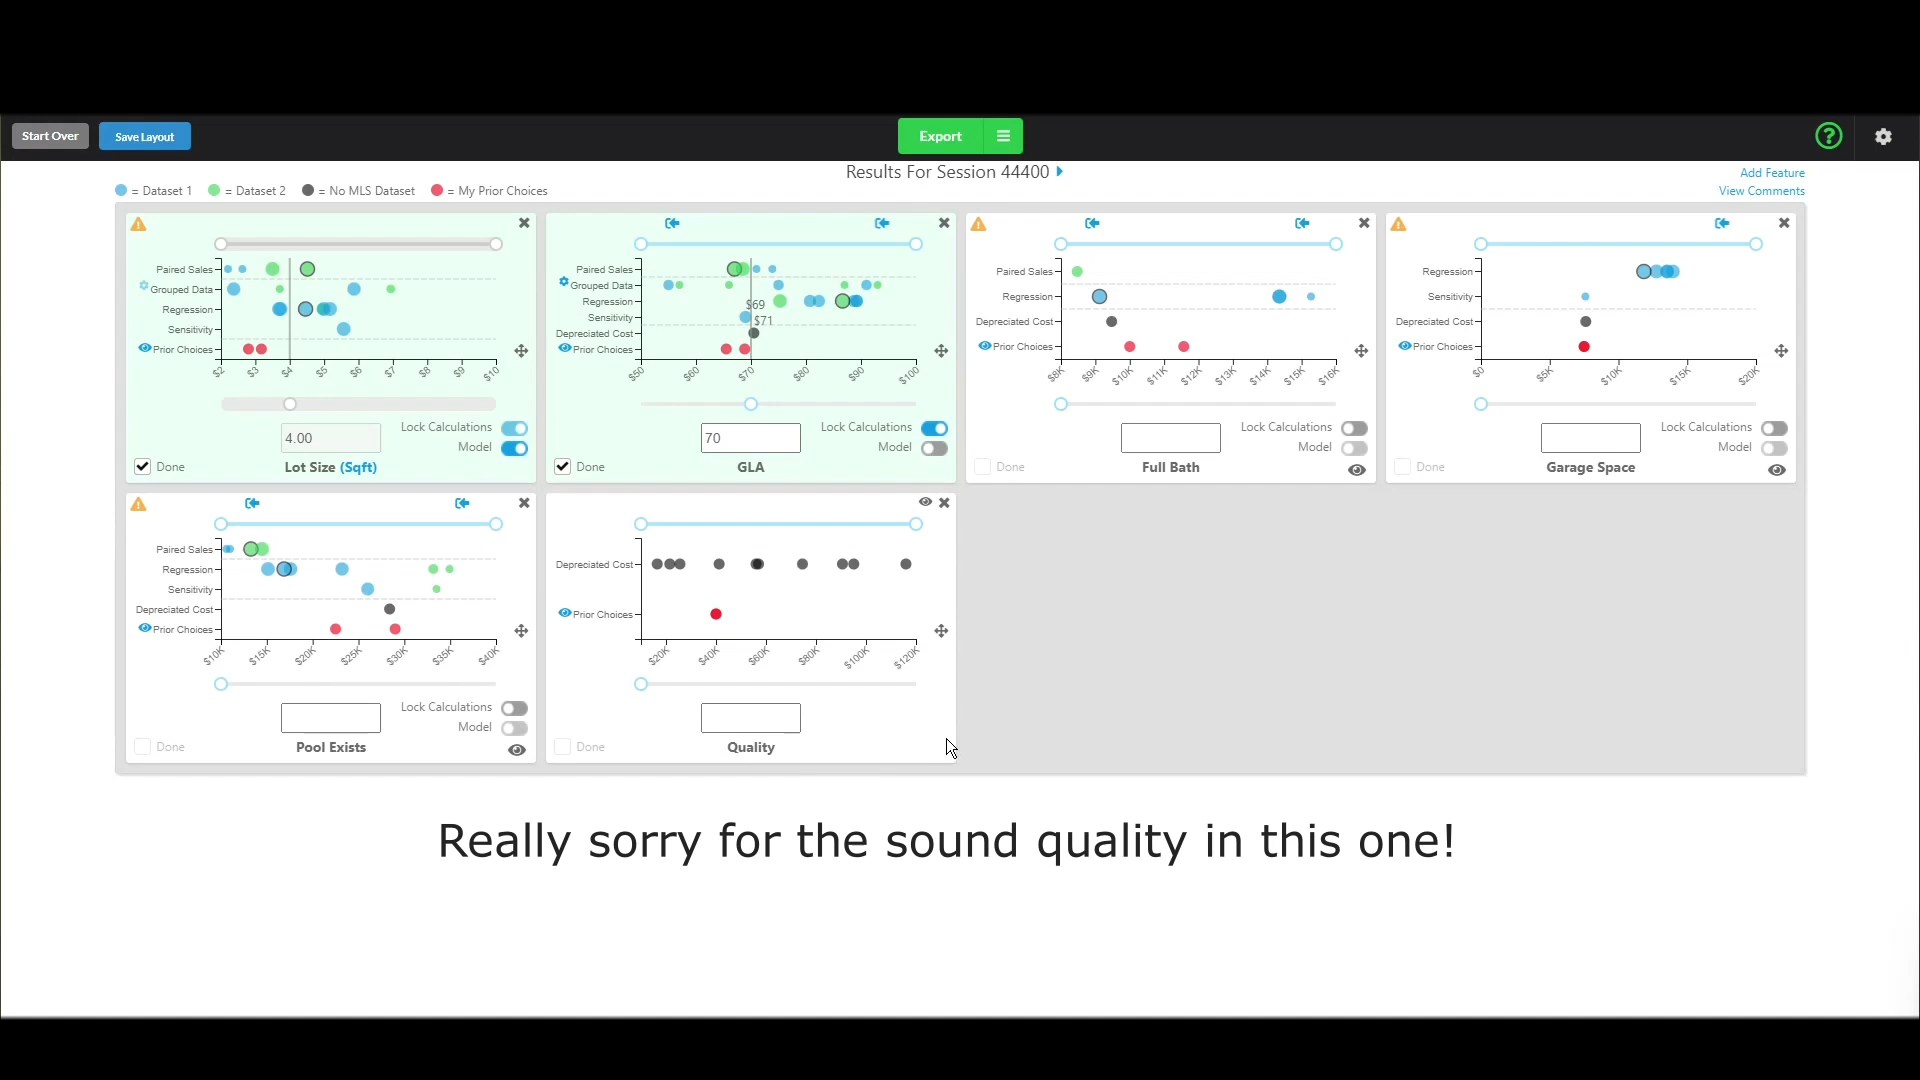 Start Over
Save Layout
Export
Results For Session 44400
Add Feature
View Comments
= Dataset 1 = Dataset 2 = No MLS Dataset = My Prior Choices
Paired Sales
Grouped Data
Regression
Sensitivity
Prior Choices
$2 $3 $4 $5 $6 $7 $8 $9 $10
4.00
Lock Calculations
Model
Done
Lot Size (Sqft)
Paired Sales
Grouped Data
Regression
Sensitivity
Depreciated Cost
Prior Choices
$69
$71
$50 $60 $70 $80 $90 $100
70
Lock Calculations
Model
Done
GLA
Paired Sales
Regression
Depreciated Cost
Prior Choices
$8K $9K $10K $11K $12K $13K $14K $15K $16K
Lock Calculations
Model
Done
Full Bath
Regression
Sensitivity
Depreciated Cost
Prior Choices
$0 $5K $10K $15K $20K
Lock Calculations
Model
Done
Garage Space
Paired Sales
Regression
Sensitivity
Depreciated Cost
Prior Choices
$10K $15K $20K $25K $30K $35K $40K
Lock Calculations
Model
Done
Pool Exists
Depreciated Cost
Prior Choices
$20K $40K $60K $80K $100K $120K
Done
Quality
Really sorry for the sound quality in this one!